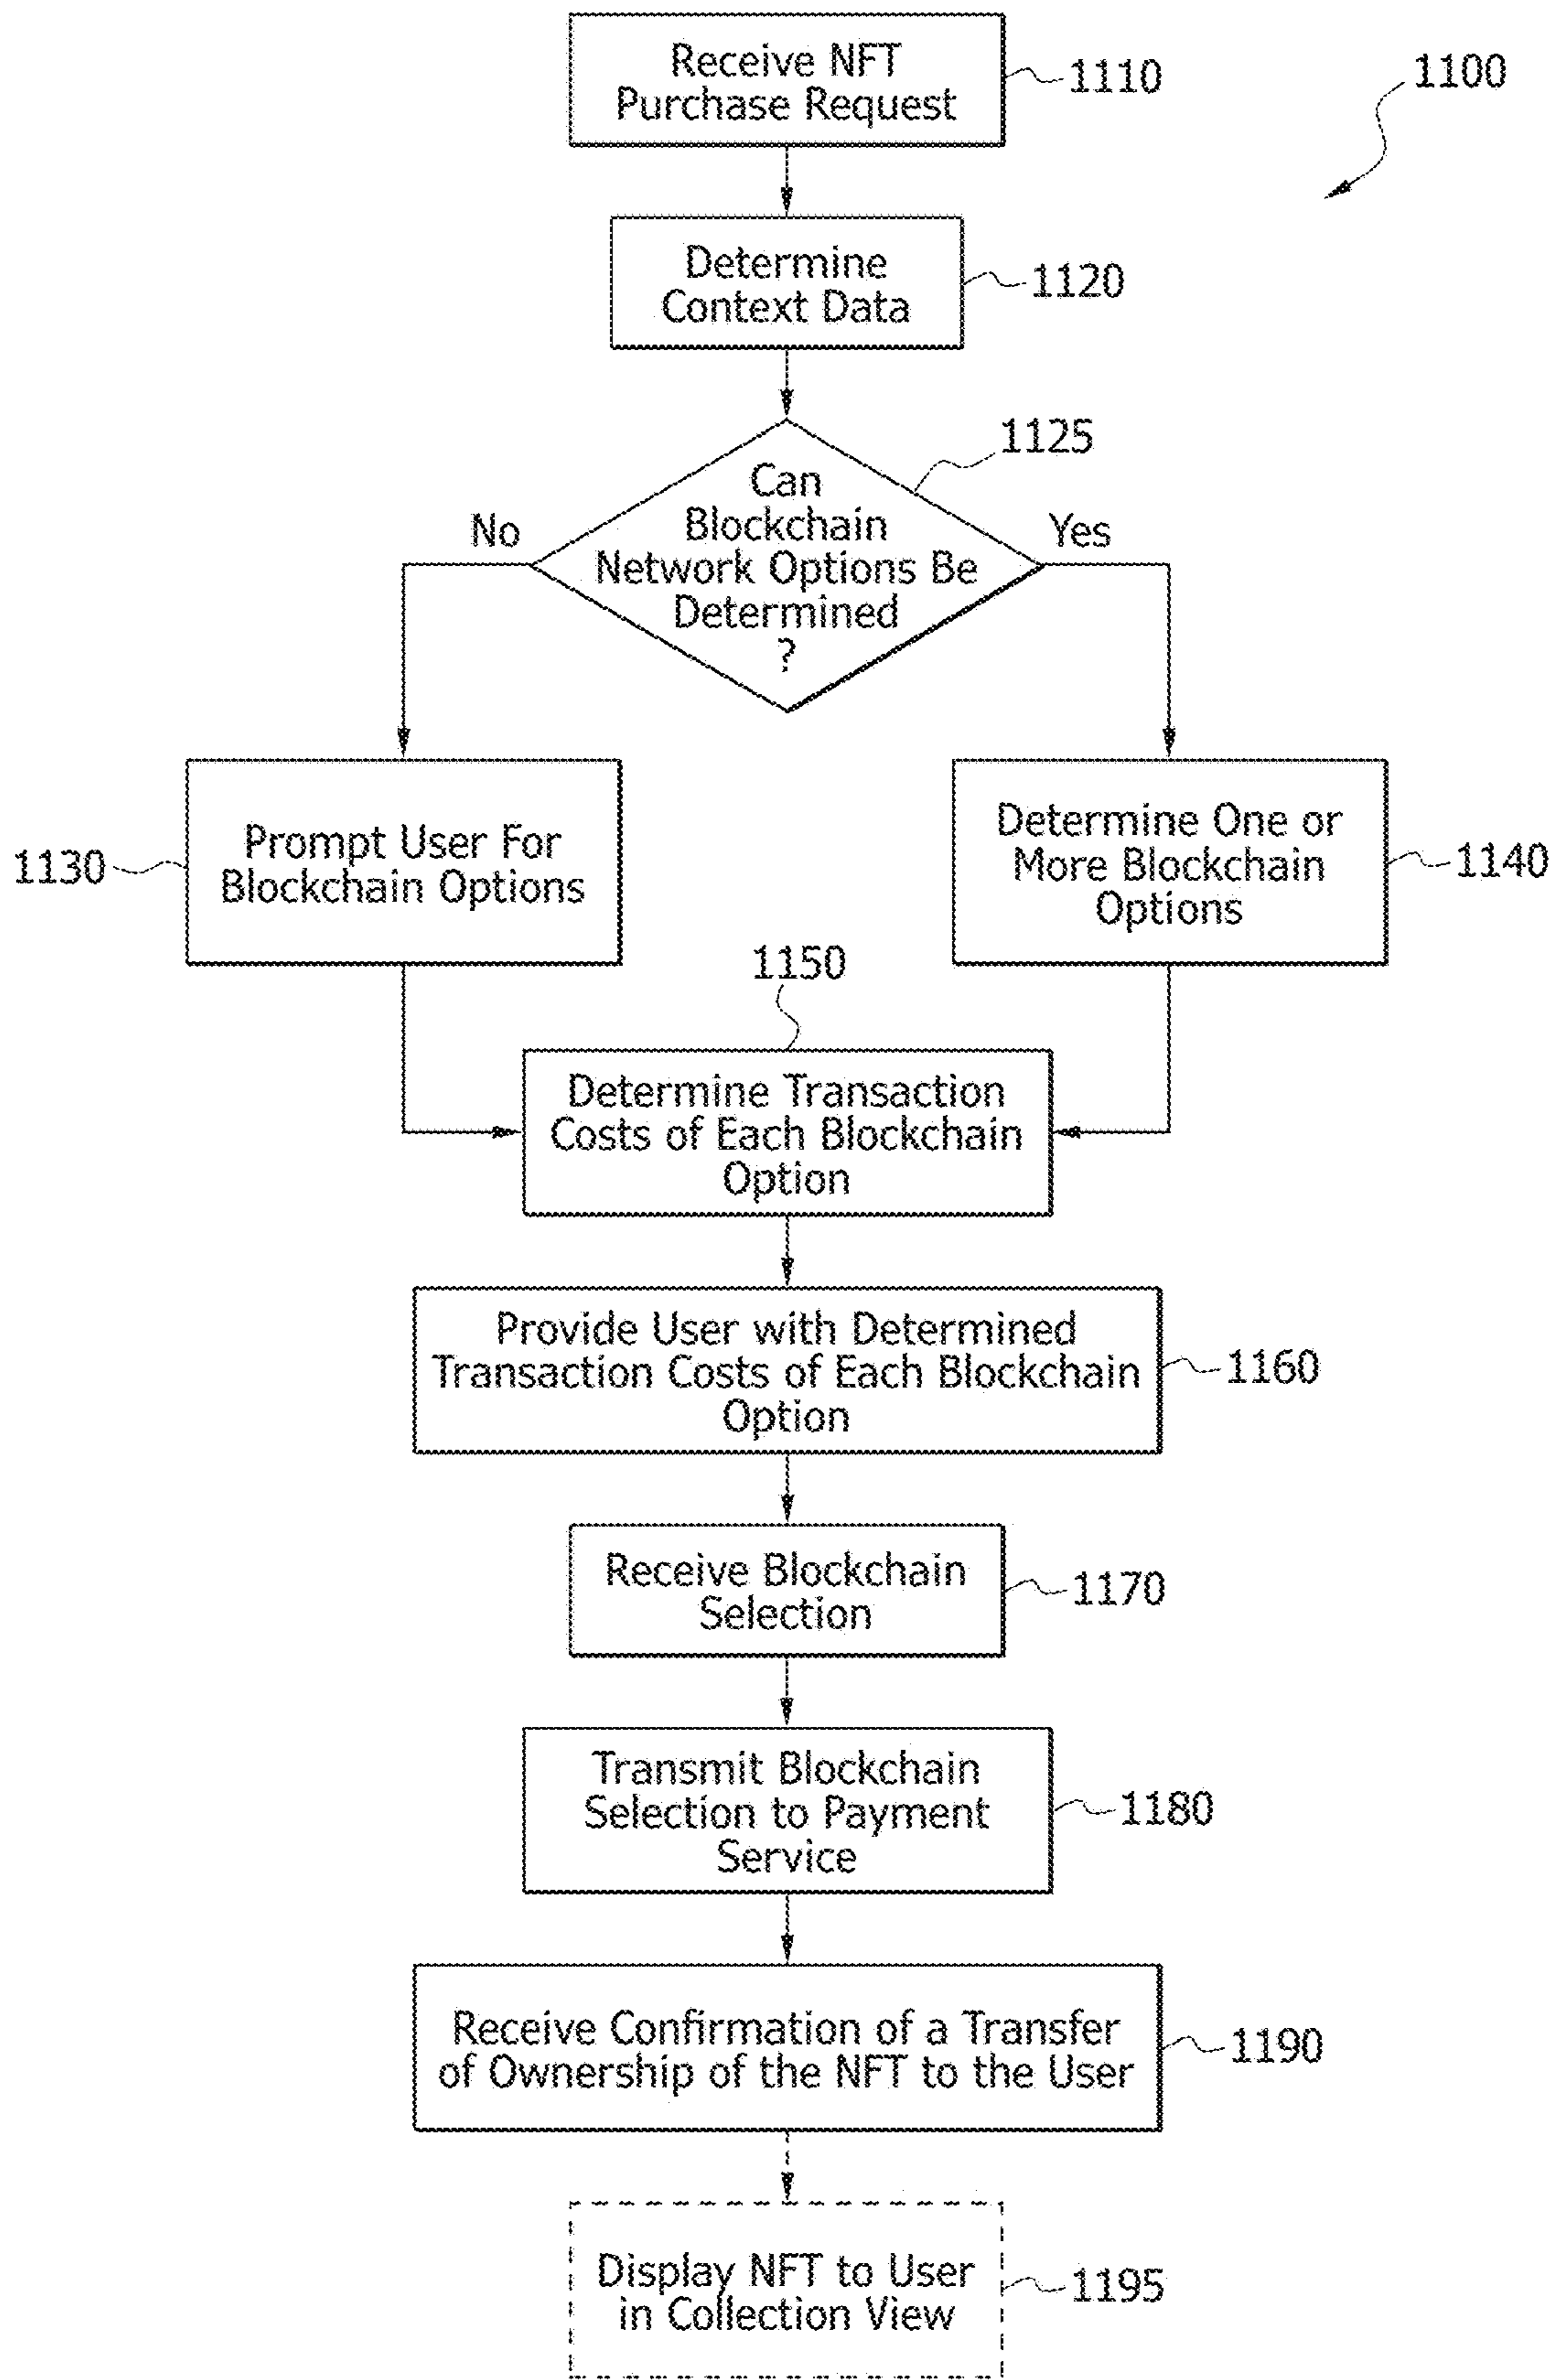 Receive NFT
Purchase Request
1110
1100
Determine
Context Data
1120
1125
Can
Blockchain
Network Options Be
Determined
?
No
Yes
Prompt User For
Blockchain Options
1130
Determine One or
More Blockchain
Options
1140
1150
Determine Transaction
Costs of Each Blockchain
Option
Provide User with Determined
Transaction Costs of Each Blockchain
Option
1160
Receive Blockchain
Selection
1170
Transmit Blockchain
Selection to Payment
Service
1180
Receive Confirmation of a Transfer
of Ownership of the NFT to the User
1190
Display NFT to User
in Collection View
1195